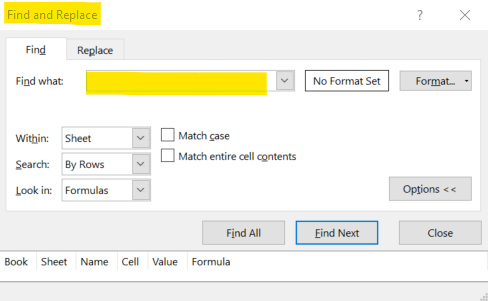 Find and Replace ?
Find Replace
Find what: No Format Set Format...
Within: Sheet Match case
Search: By Rows Match entire cell contents
Look in: Formulas Options <<
Find All Find Next Close
Book Sheet Name Cell Value Formula